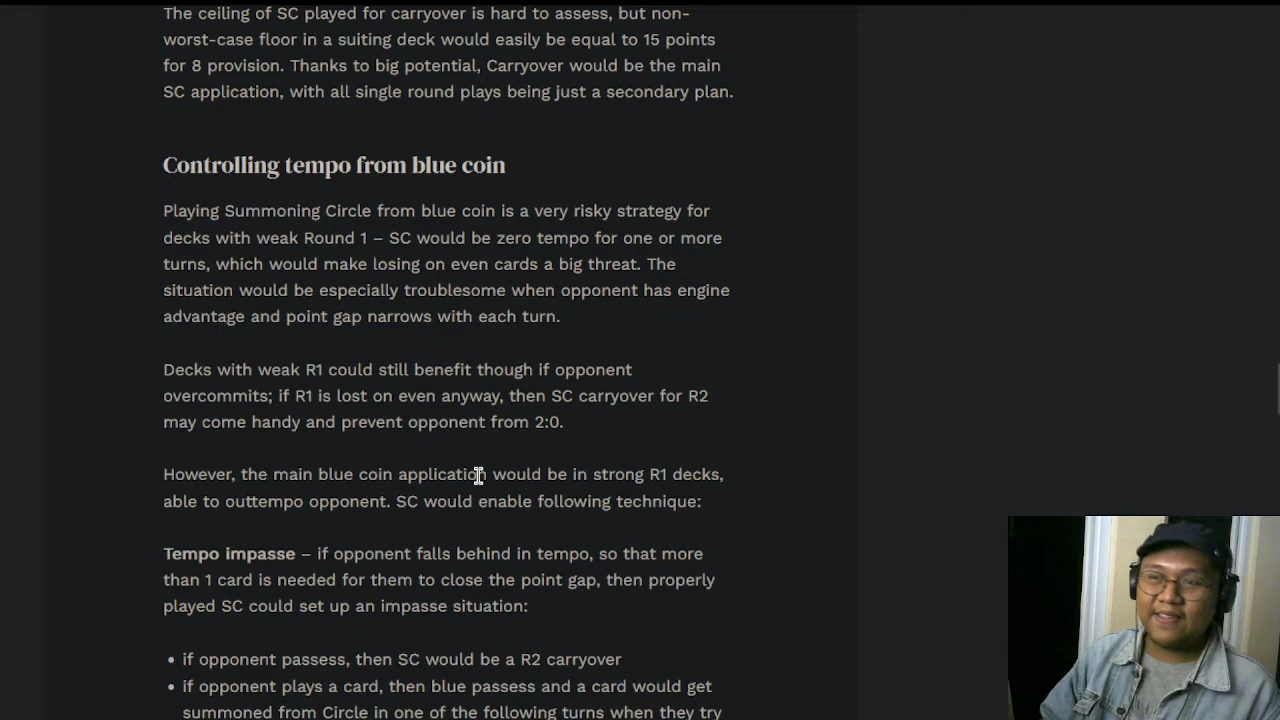 The ceiling of SC played for carryover is hard to assess, but non-
worst-case floor in a suiting deck would easily be equal to 15 points
for 8 provision. Thanks to big potential, Carryover would be the main
SC application, with all single round plays being just a secondary plan.
Controlling tempo from blue coin
Playing Summoning Circle from blue coin is a very risky strategy for
decks with weak Round 1 – SC would be zero tempo for one or more
turns, which would make losing on even cards a big threat. The
situation would be especially troublesome when opponent has engine
advantage and point gap narrows with each turn.
Decks with weak R1 could still benefit though if opponent
overcommits; if R1 is lost on even anyway, then SC carryover for R2
may come handy and prevent opponent from 2:0.
However, the main blue coin application would be in strong R1 decks,
able to outtempo opponent. SC would enable following technique:
Tempo impasse – if opponent falls behind in tempo, so that more
than 1 card is needed for them to close the point gap, then properly
played SC could set up an impasse situation:
• if opponent passess, then SC would be a R2 carryover
• if opponent plays a card, then blue passess and a card would get
summoned from Circle in one of the following turns when they try